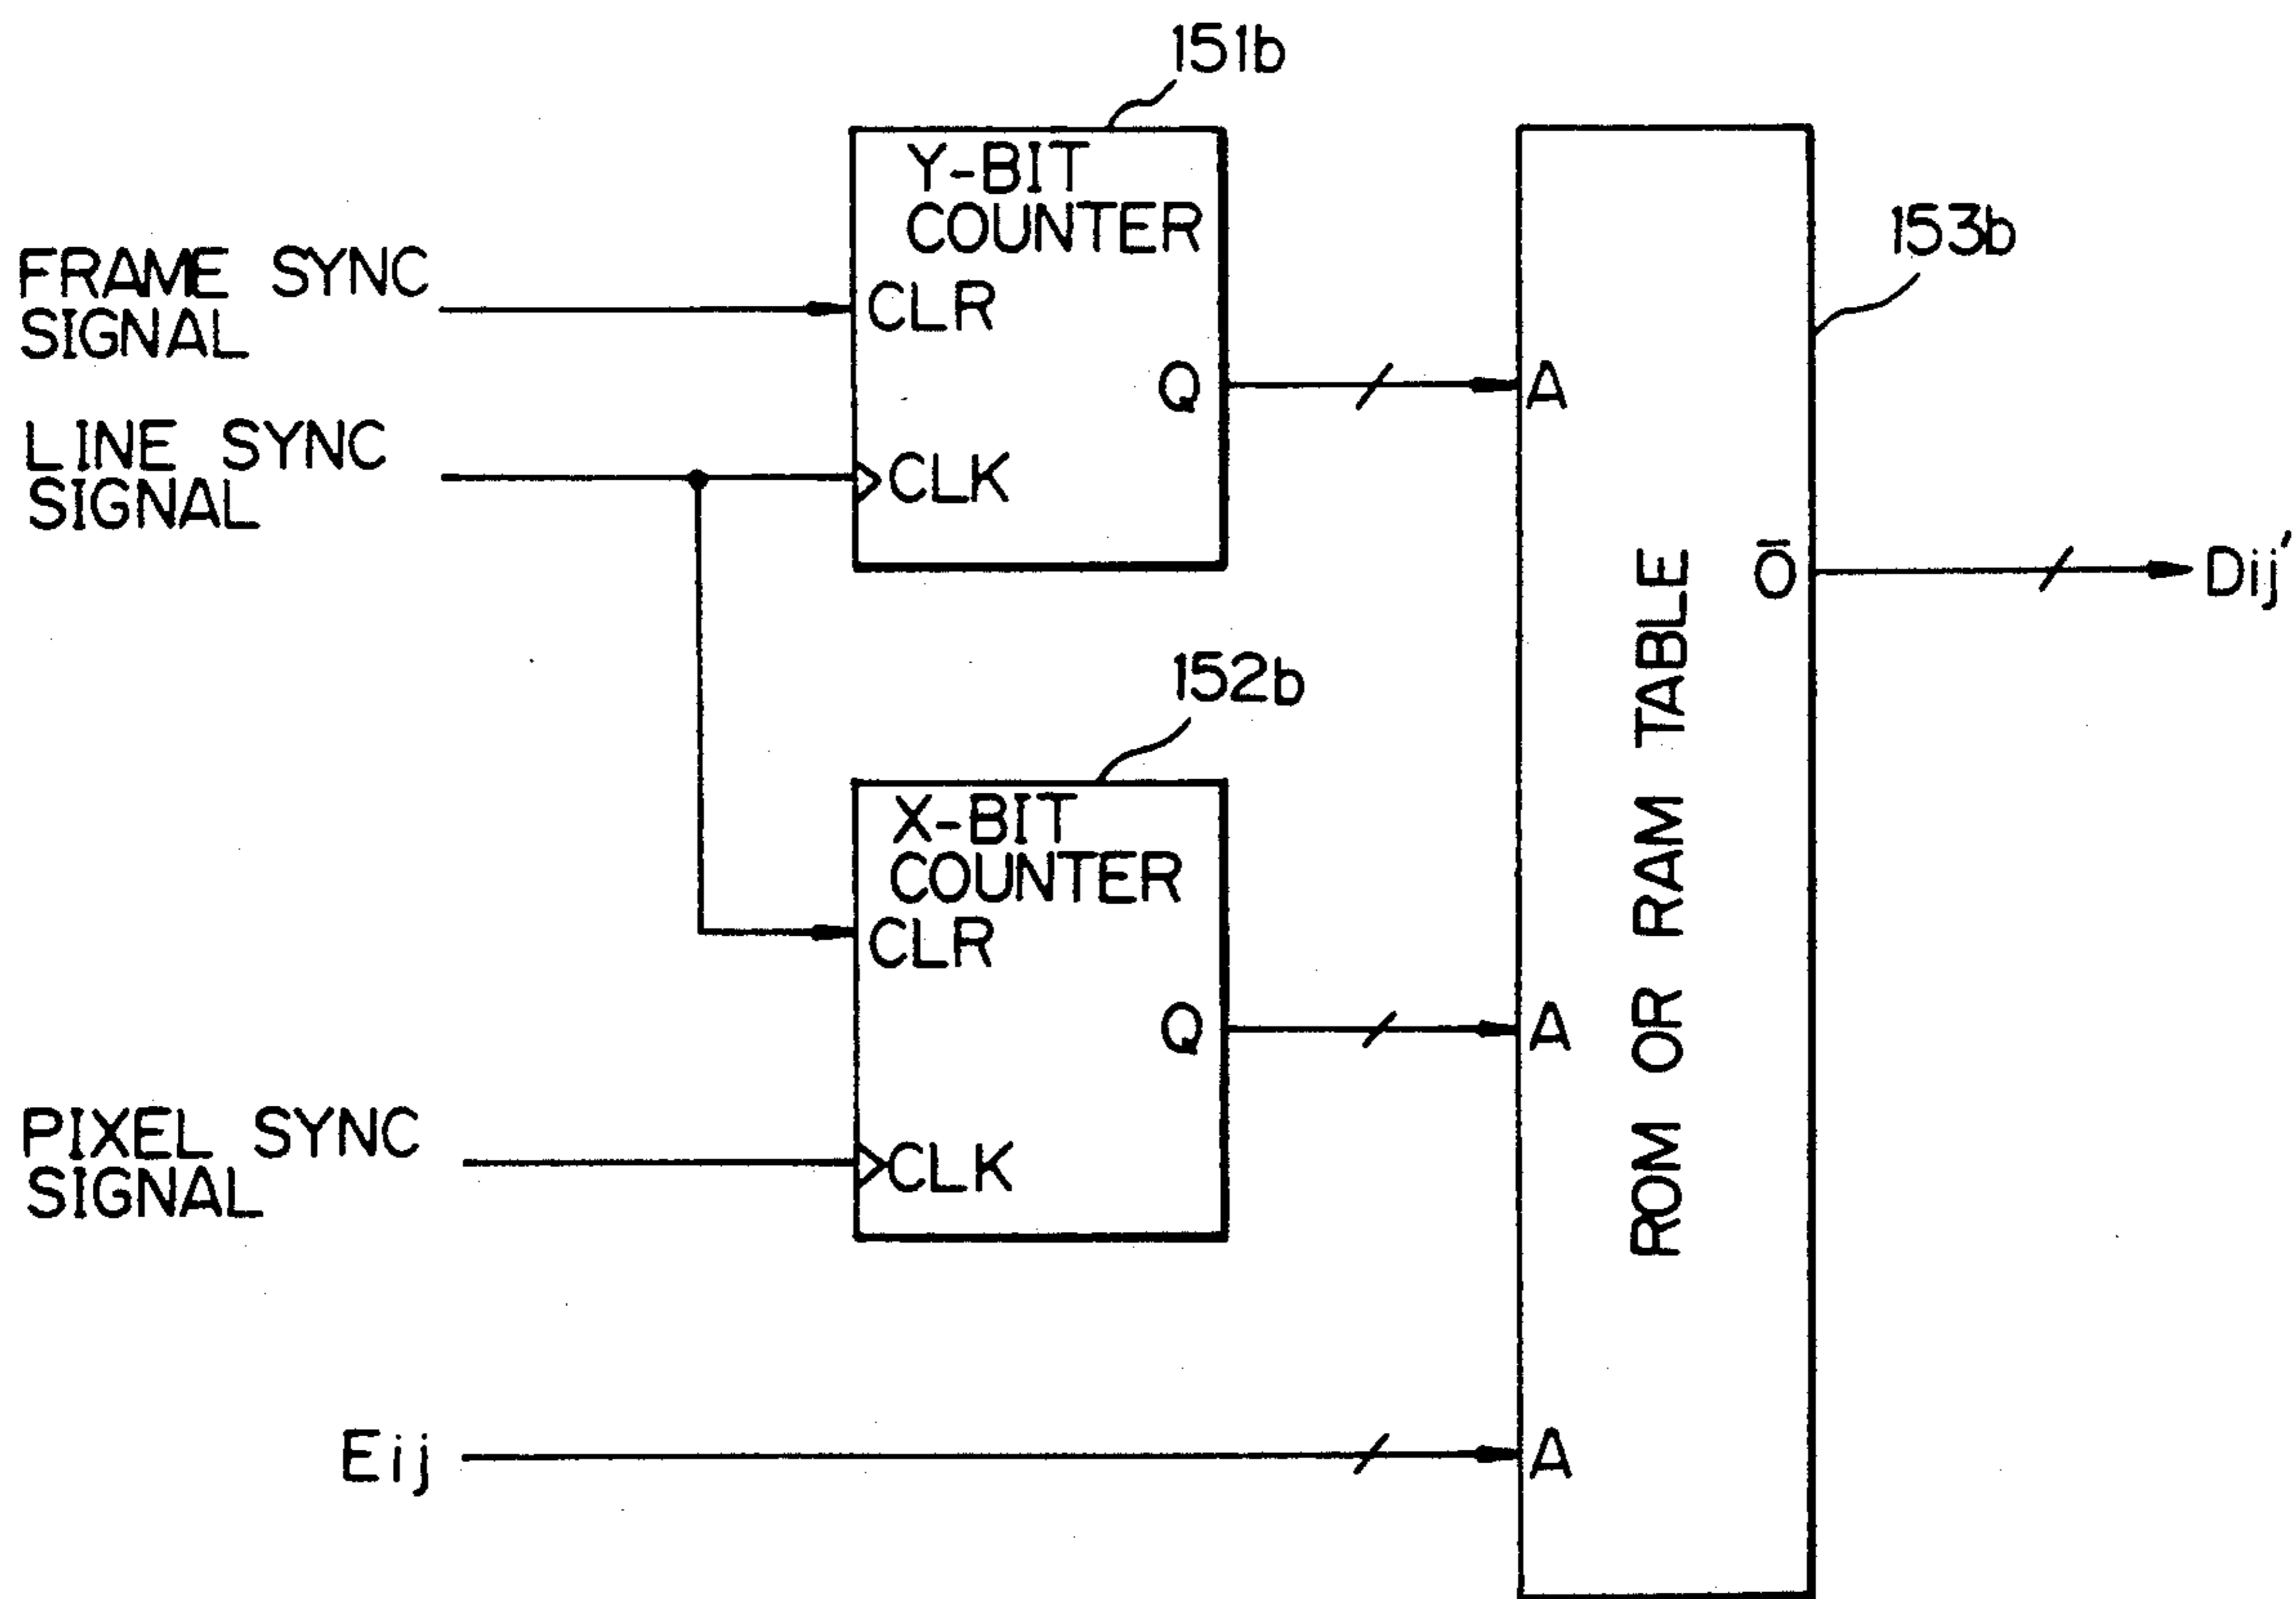 151b
Y-BIT
COUNTER
153b
FRAME SYNC
SIGNAL
CLR
Q
A
LINE SYNC
SIGNAL
CLK
O̅
Dij'
ROM OR RAM TABLE
152b
X-BIT
COUNTER
CLR
Q
A
PIXEL SYNC
SIGNAL
CLK
Eij
A